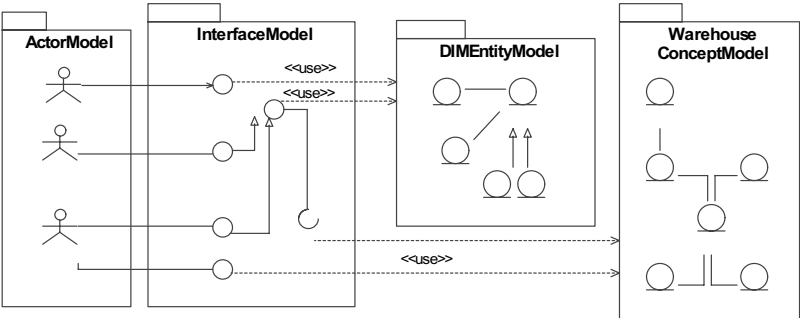 ActorModel
InterfaceModel
DIMEntityModel
Warehouse
ConceptModel
<<use>>
<<use>>
<<use>>